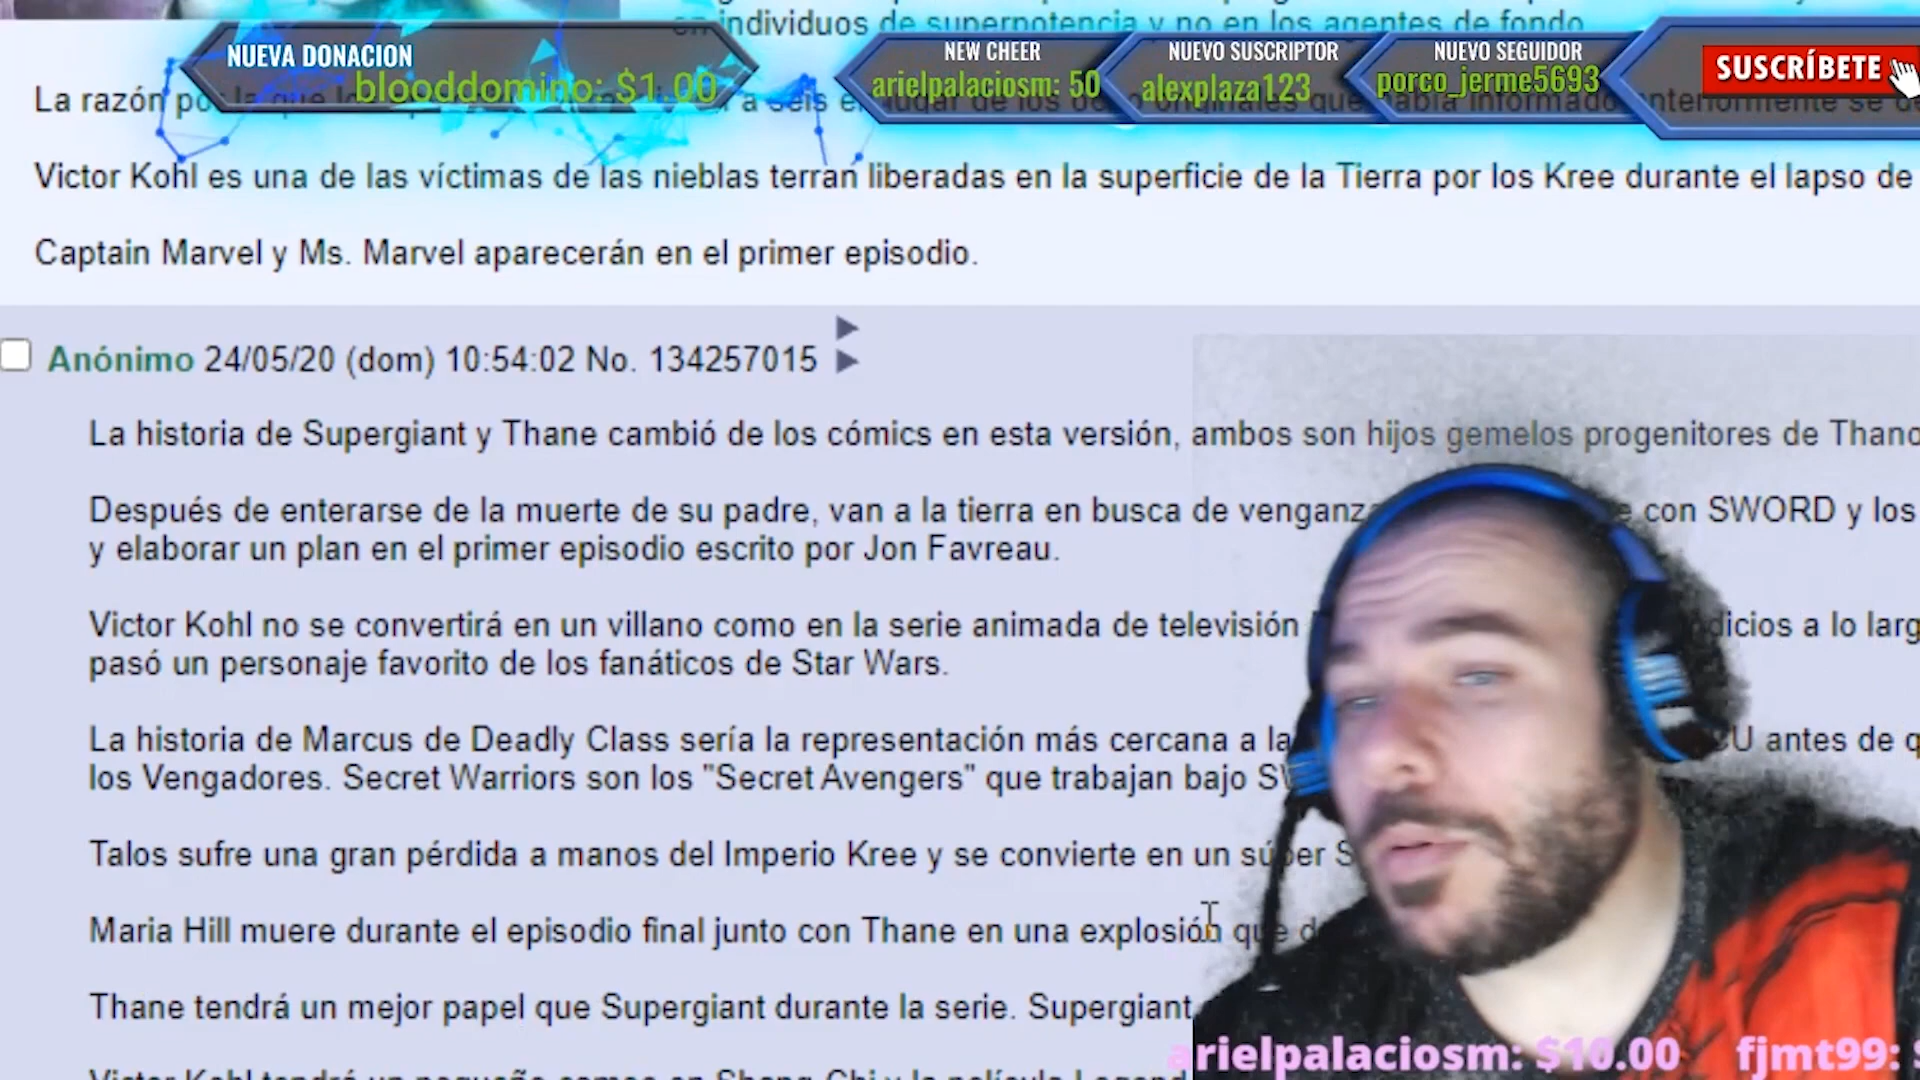 individuos de superpotencia y no en los agentes de fondo
NUEVA DONACION
blooddomino: $1.00
NEW CHEER
arielpalaciosm: 50
NUEVO SUSCRIPTOR
alexplaza123
NUEVO SEGUIDOR
porco_jerme5693
SUSCRÍBETE
La razón
Victor Kohl es una de las víctimas de las nieblas terran liberadas en la superficie de la Tierra por los Kree durante el lapso de
Captain Marvel y Ms. Marvel aparecerán en el primer episodio.
Anónimo 24/05/20 (dom) 10:54:02 No. 134257015
La historia de Supergiant y Thane cambió de los cómics en esta versión, ambos son hijos gemelos progenitores de
Después de enterarse de la muerte de su padre, van a la tierra en busca de con SWORD y los
y elaborar un plan en el primer episodio escrito por Jon Favreau.
Victor Kohl no se convertirá en un villano como en la serie animada de televisión a lo
pasó un personaje favorito de los fanáticos de Star Wars.
La historia de Marcus de Deadly Class sería la representación más cercana a la antes de
los Vengadores. Secret Warriors son los "Secret Avengers" que trabajan bajo
Talos sufre una gran pérdida a manos del Imperio Kree y se convierte en un súper
Maria Hill muere durante el episodio final junto con Thane en una explosión que
Thane tendrá un mejor papel que Supergiant durante la serie. Supergiant
arielpalaciosm: $10.00 fjmt99: